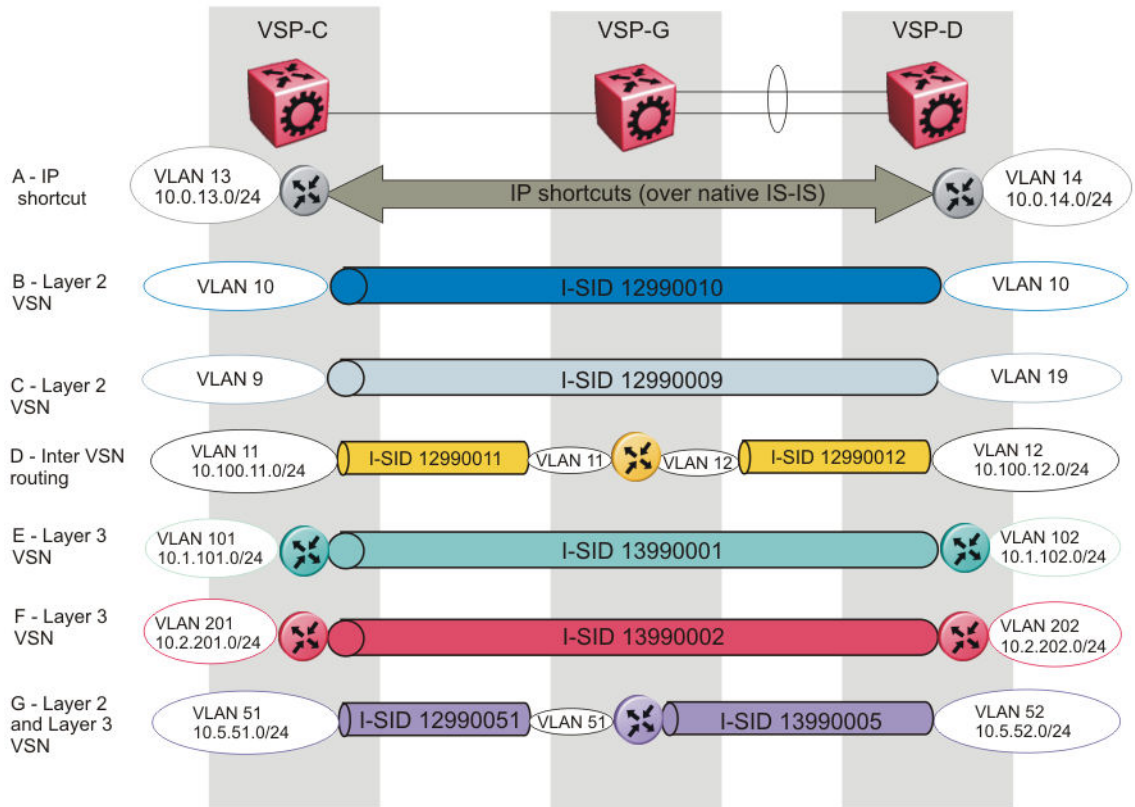 VSP-C
VSP-G
VSP-D
A - IP
shortcut
VLAN 13
10.0.13.0/24
IP shortcuts (over native IS-IS)
VLAN 14
10.0.14.0/24
B - Layer 2
VSN
VLAN 10
I-SID 12990010
VLAN 10
C - Layer 2
VSN
VLAN 9
I-SID 12990009
VLAN 19
D - Inter VSN
routing
VLAN 11
10.100.11.0/24
I-SID 12990011
VLAN 11
VLAN 12
I-SID 12990012
VLAN 12
10.100.12.0/24
E - Layer 3
VSN
VLAN 101
10.1.101.0/24
I-SID 13990001
VLAN 102
10.1.102.0/24
F - Layer 3
VSN
VLAN 201
10.2.201.0/24
I-SID 13990002
VLAN 202
10.2.202.0/24
G - Layer 2
and Layer 3
VSN
VLAN 51
10.5.51.0/24
I-SID 12990051
VLAN 51
I-SID 13990005
VLAN 52
10.5.52.0/24